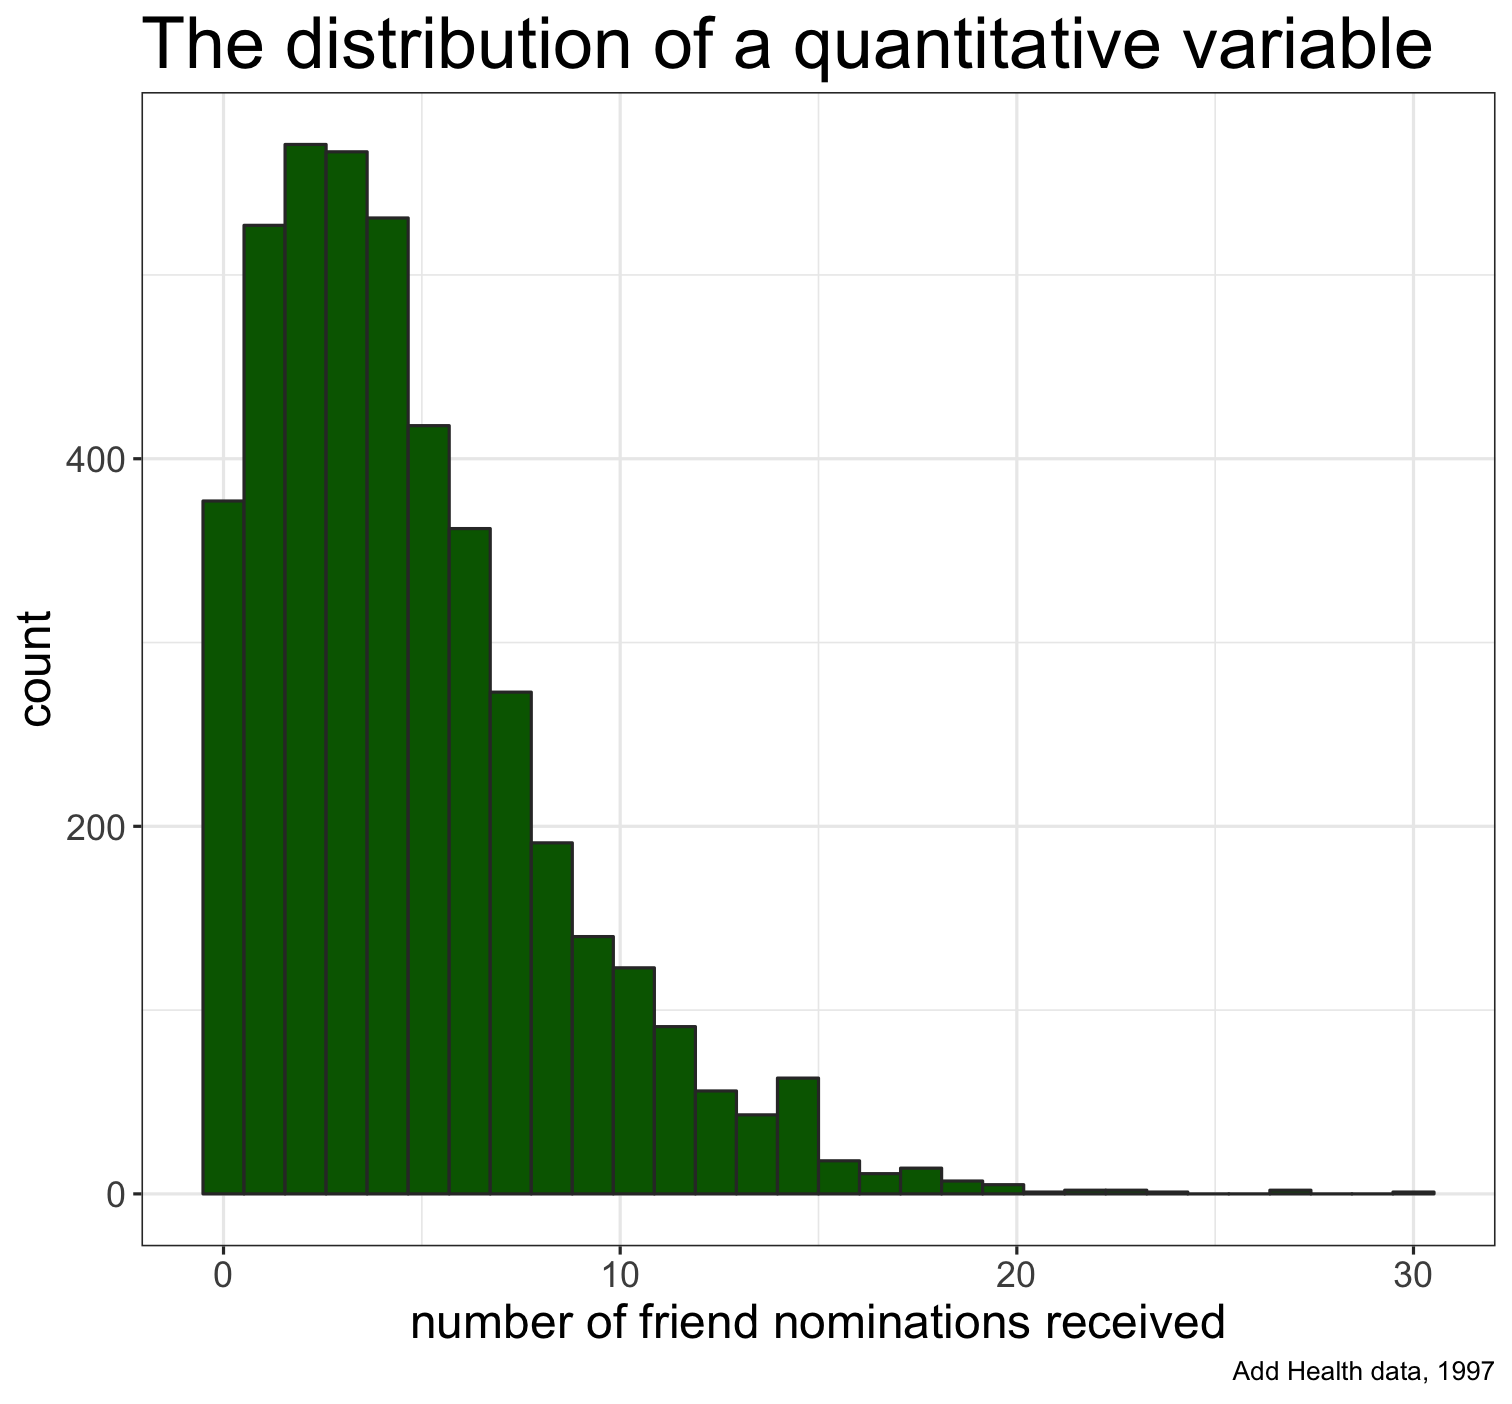 The distribution of a quantitative variable
count
400
200
0
0 10 20 30
number of friend nominations received
Add Health data, 1997